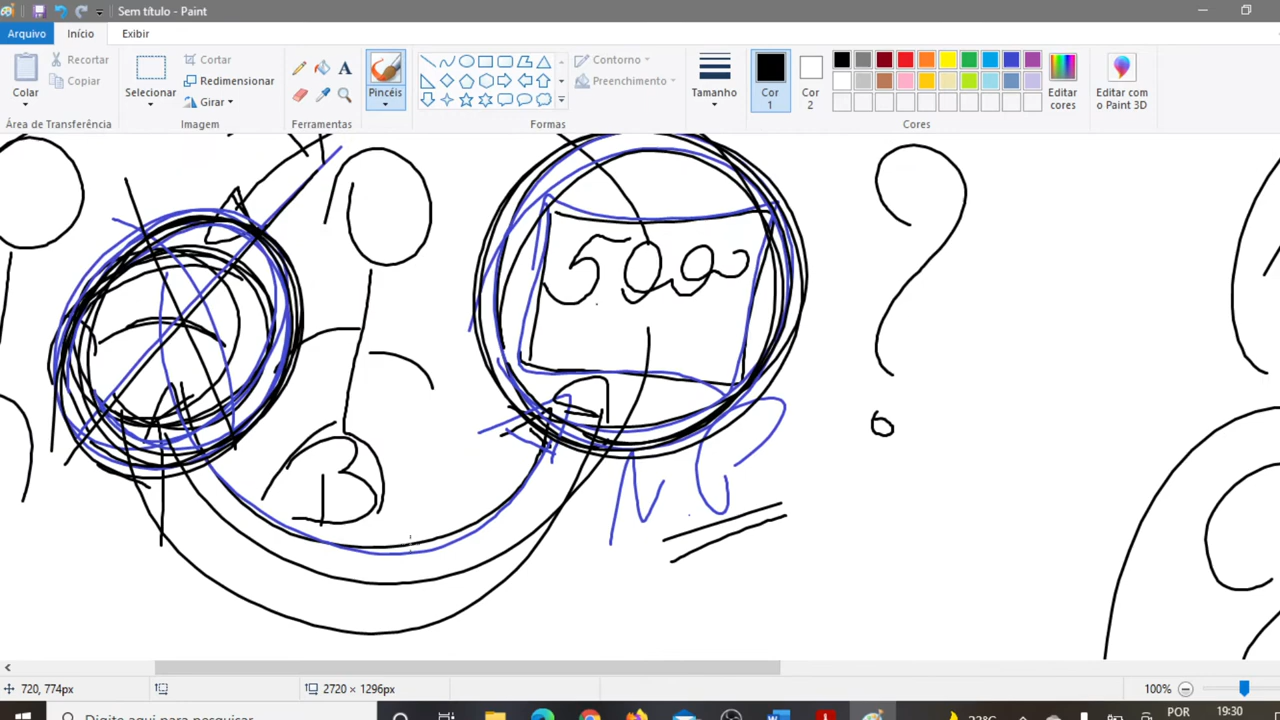 Sem título - Paint
Arquivo Início Exibir
Colar
Recortar
Copiar
Área de Transferência
Selecionar
Cortar
Redimensionar
Girar
Imagem
A
Ferramentas
Pincéis
Contorno
Preenchimento
Formas
Tamanho
Cor 1
Cor 2
Editar cores
Cores
Editar com o Paint 3D
A
5000
?
B
720, 774px
2720 × 1296px
100%
Digite aqui para pesquisar
22°C
POR
19:30